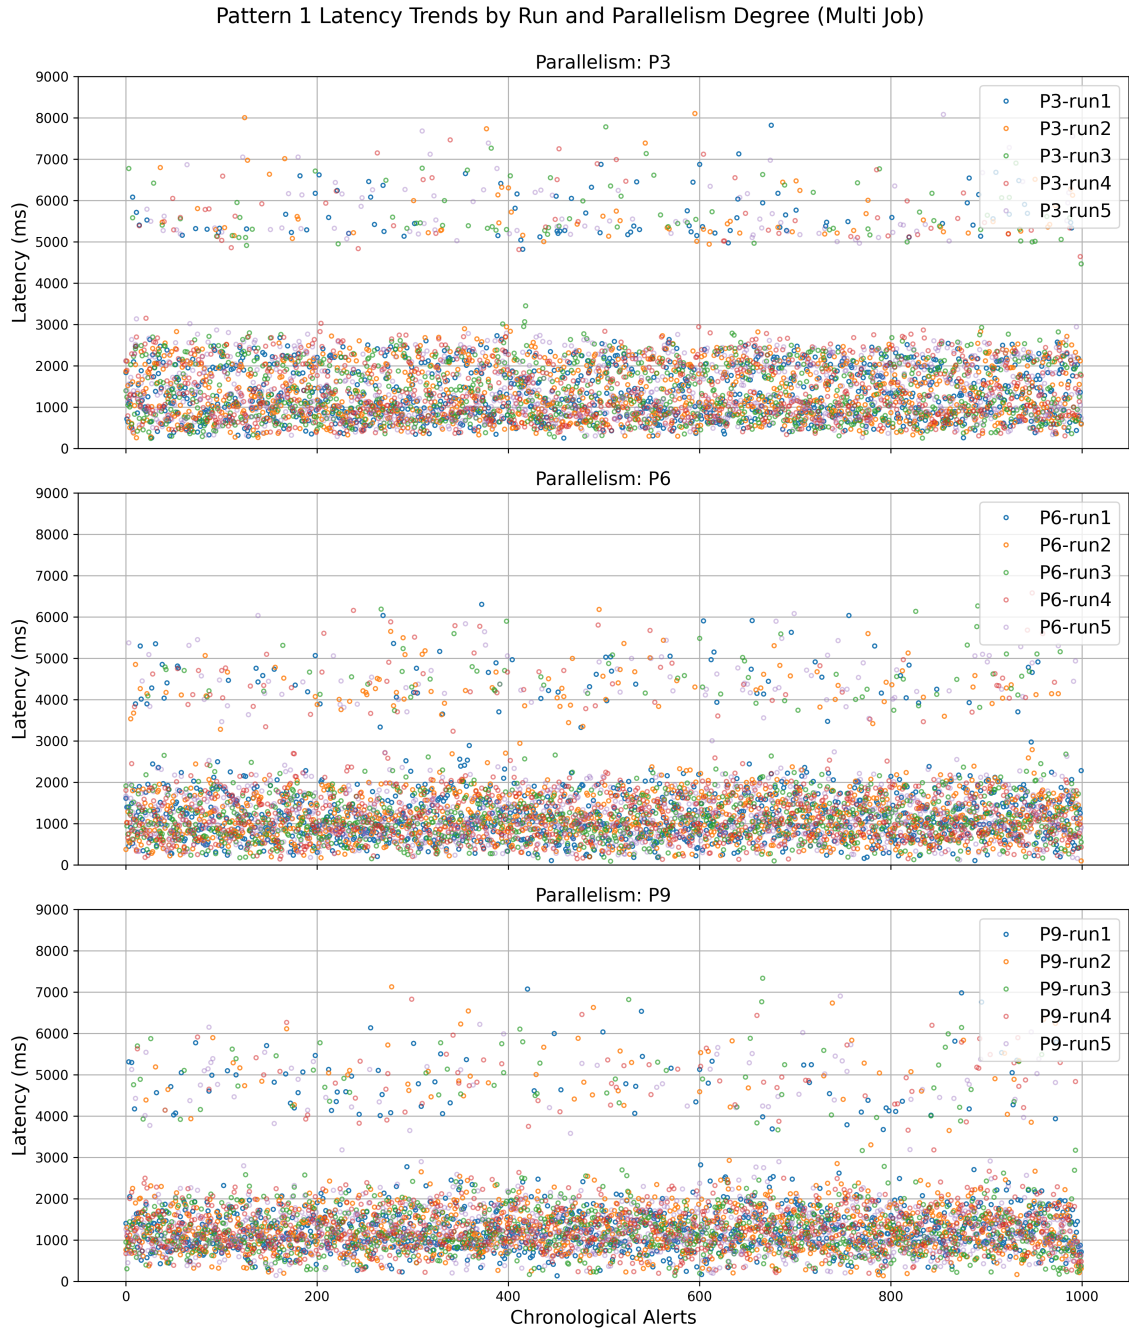 Pattern 1 Latency Trends by Run and Parallelism Degree (Multi Job)
Parallelism: P3
9000
8000
7000
6000
5000
4000
3000
2000
1000
0
Latency (ms)
P3-run1
P3-run2
P3-run3
P3-run4
P3-run5
Parallelism: P6
9000
8000
7000
6000
5000
4000
3000
2000
1000
0
Latency (ms)
P6-run1
P6-run2
P6-run3
P6-run4
P6-run5
Parallelism: P9
9000
8000
7000
6000
5000
4000
3000
2000
1000
0
Latency (ms)
P9-run1
P9-run2
P9-run3
P9-run4
P9-run5
0 200 400 600 800 1000
Chronological Alerts